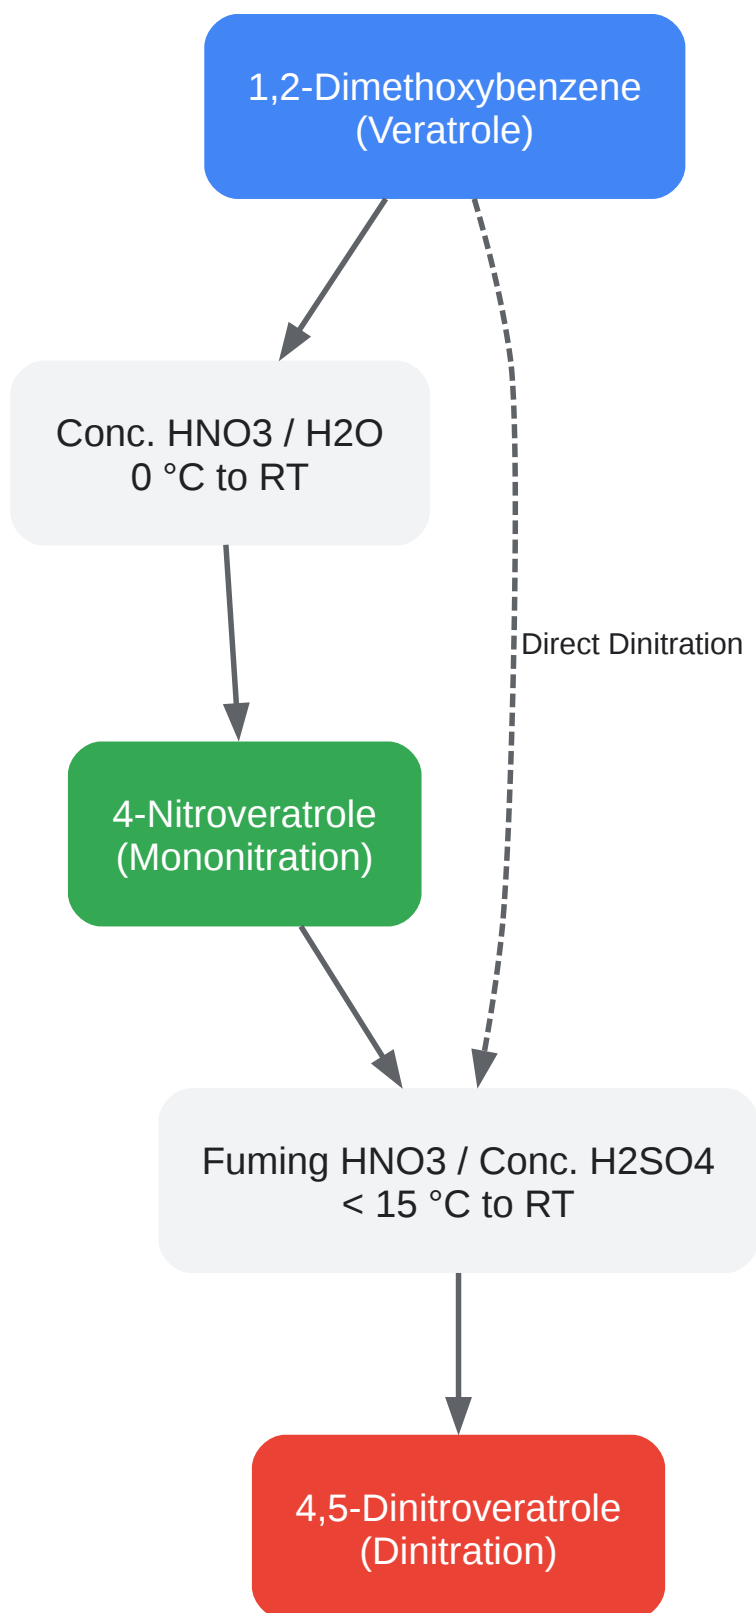 1,2-Dimethoxybenzene
(Veratrole)
Conc. HNO3 / H2O
0 °C to RT
Direct Dinitration
4-Nitroveratrole
(Mononitration)
Fuming HNO3 / Conc. H2SO4
< 15 °C to RT
4,5-Dinitroveratrole
(Dinitration)